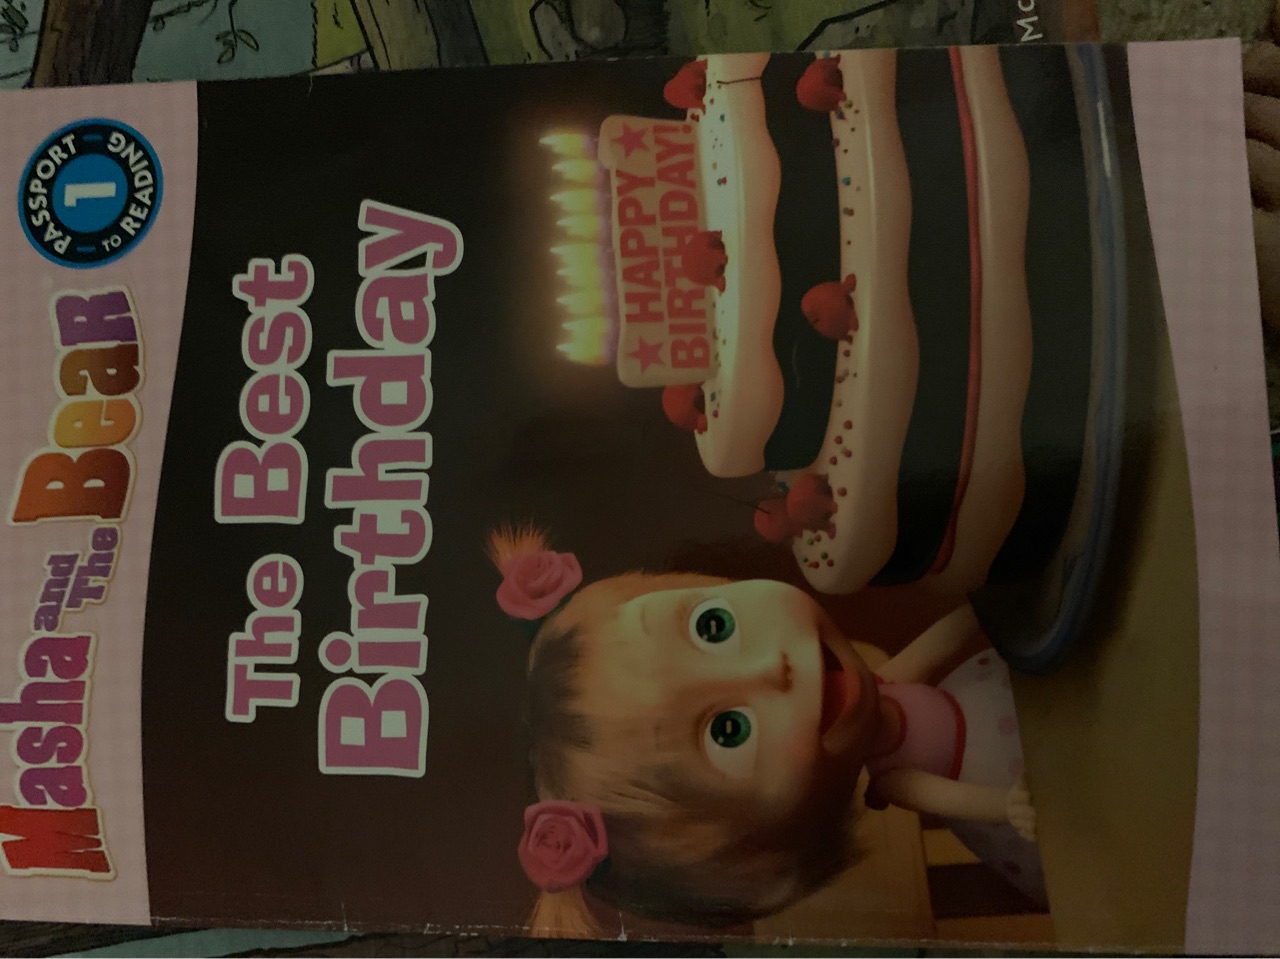 Masha and The Bear
PASSPORT TO READING
1
The Best
Birthday
HAPPY
BIRTHDAY!